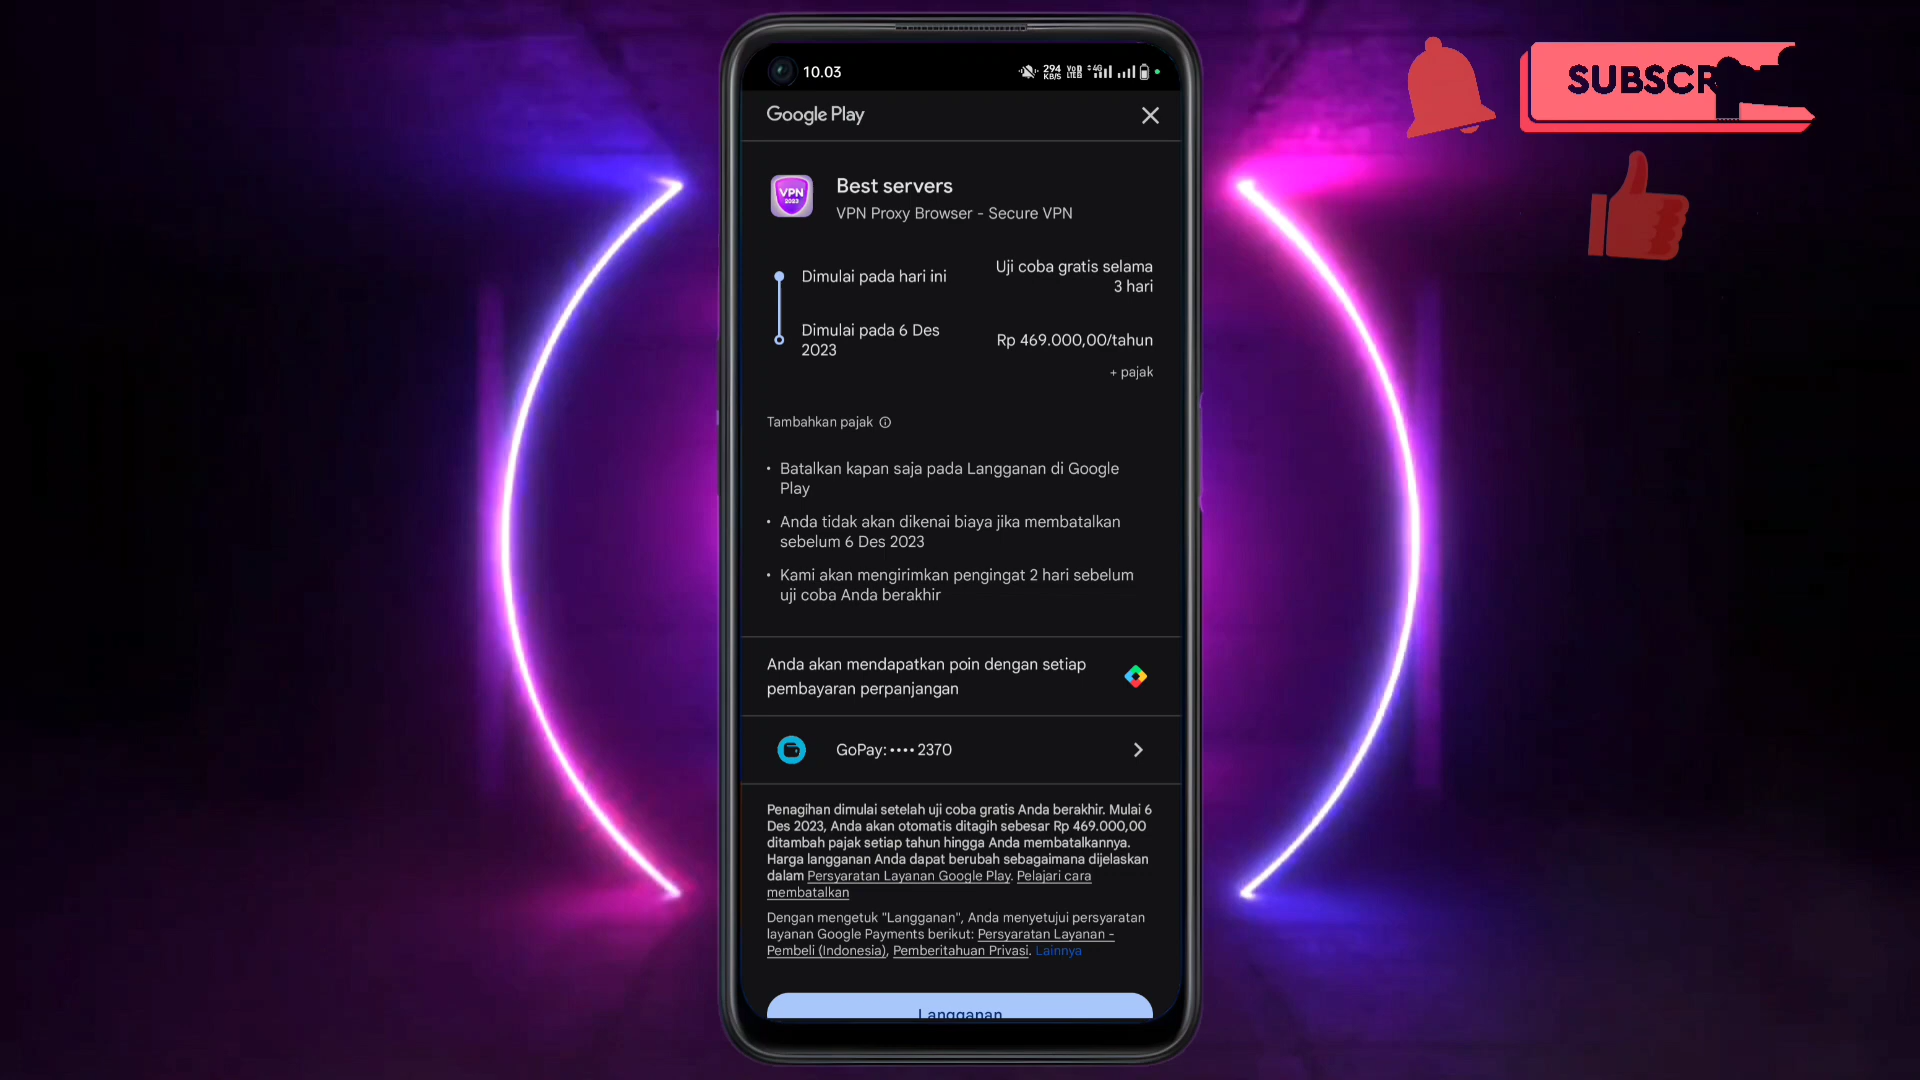 10.03
294
KB/S
Vo
LTE
4G
SUBSCR
Google Play
VPN
2023
Best servers
VPN Proxy Browser - Secure VPN
Dimulai pada hari ini
Uji coba gratis selama
3 hari
Dimulai pada 6 Des
2023
Rp 469.000,00/tahun
+ pajak
Tambahkan pajak
• Batalkan kapan saja pada Langganan di Google
Play
• Anda tidak akan dikenai biaya jika membatalkan
sebelum 6 Des 2023
• Kami akan mengirimkan pengingat 2 hari sebelum
uji coba Anda berakhir
Anda akan mendapatkan poin dengan setiap
pembayaran perpanjangan
GoPay: •••• 2370
Penagihan dimulai setelah uji coba gratis Anda berakhir. Mulai 6
Des 2023, Anda akan otomatis ditagih sebesar Rp 469.000,00
ditambah pajak setiap tahun hingga Anda membatalkannya.
Harga langganan Anda dapat berubah sebagaimana dijelaskan
dalam Persyaratan Layanan Google Play. Pelajari cara
membatalkan
Dengan mengetuk "Langganan", Anda menyetujui persyaratan
layanan Google Payments berikut: Persyaratan Layanan -
Pembeli (Indonesia), Pemberitahuan Privasi. Lainnya
Langganan